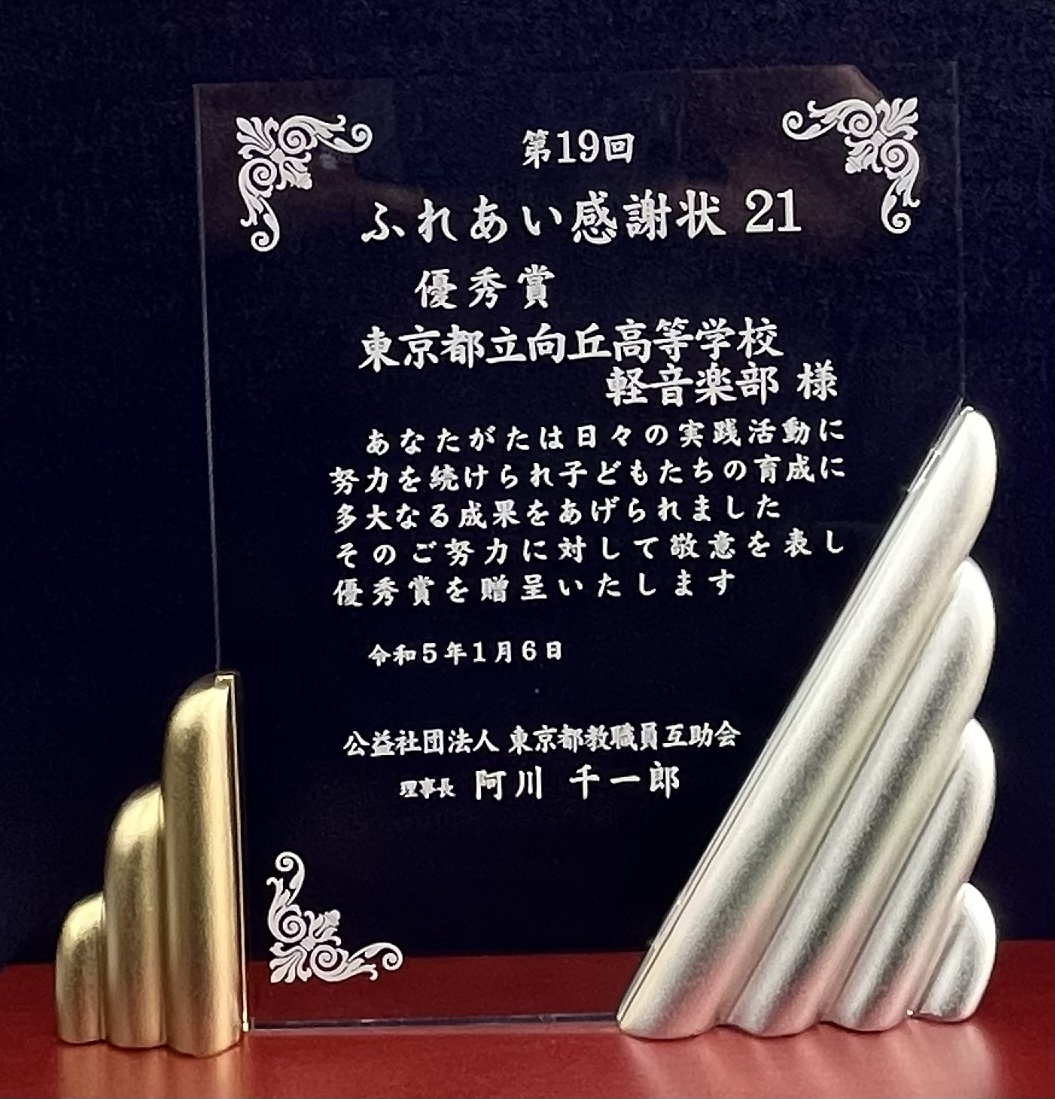 第19回
ふれあい感謝状 21
優秀賞
東京都立向丘高等学校
軽音楽部 様
あなたがたは日々の実践活動に
努力を続けられ子どもたちの育成に
多大なる成果をあげられました
そのご努力に対して敬意を表し
優秀賞を贈呈いたします
令和5年1月6日
公益社団法人 東京都教職員互助会
理事長 阿川 千一郎